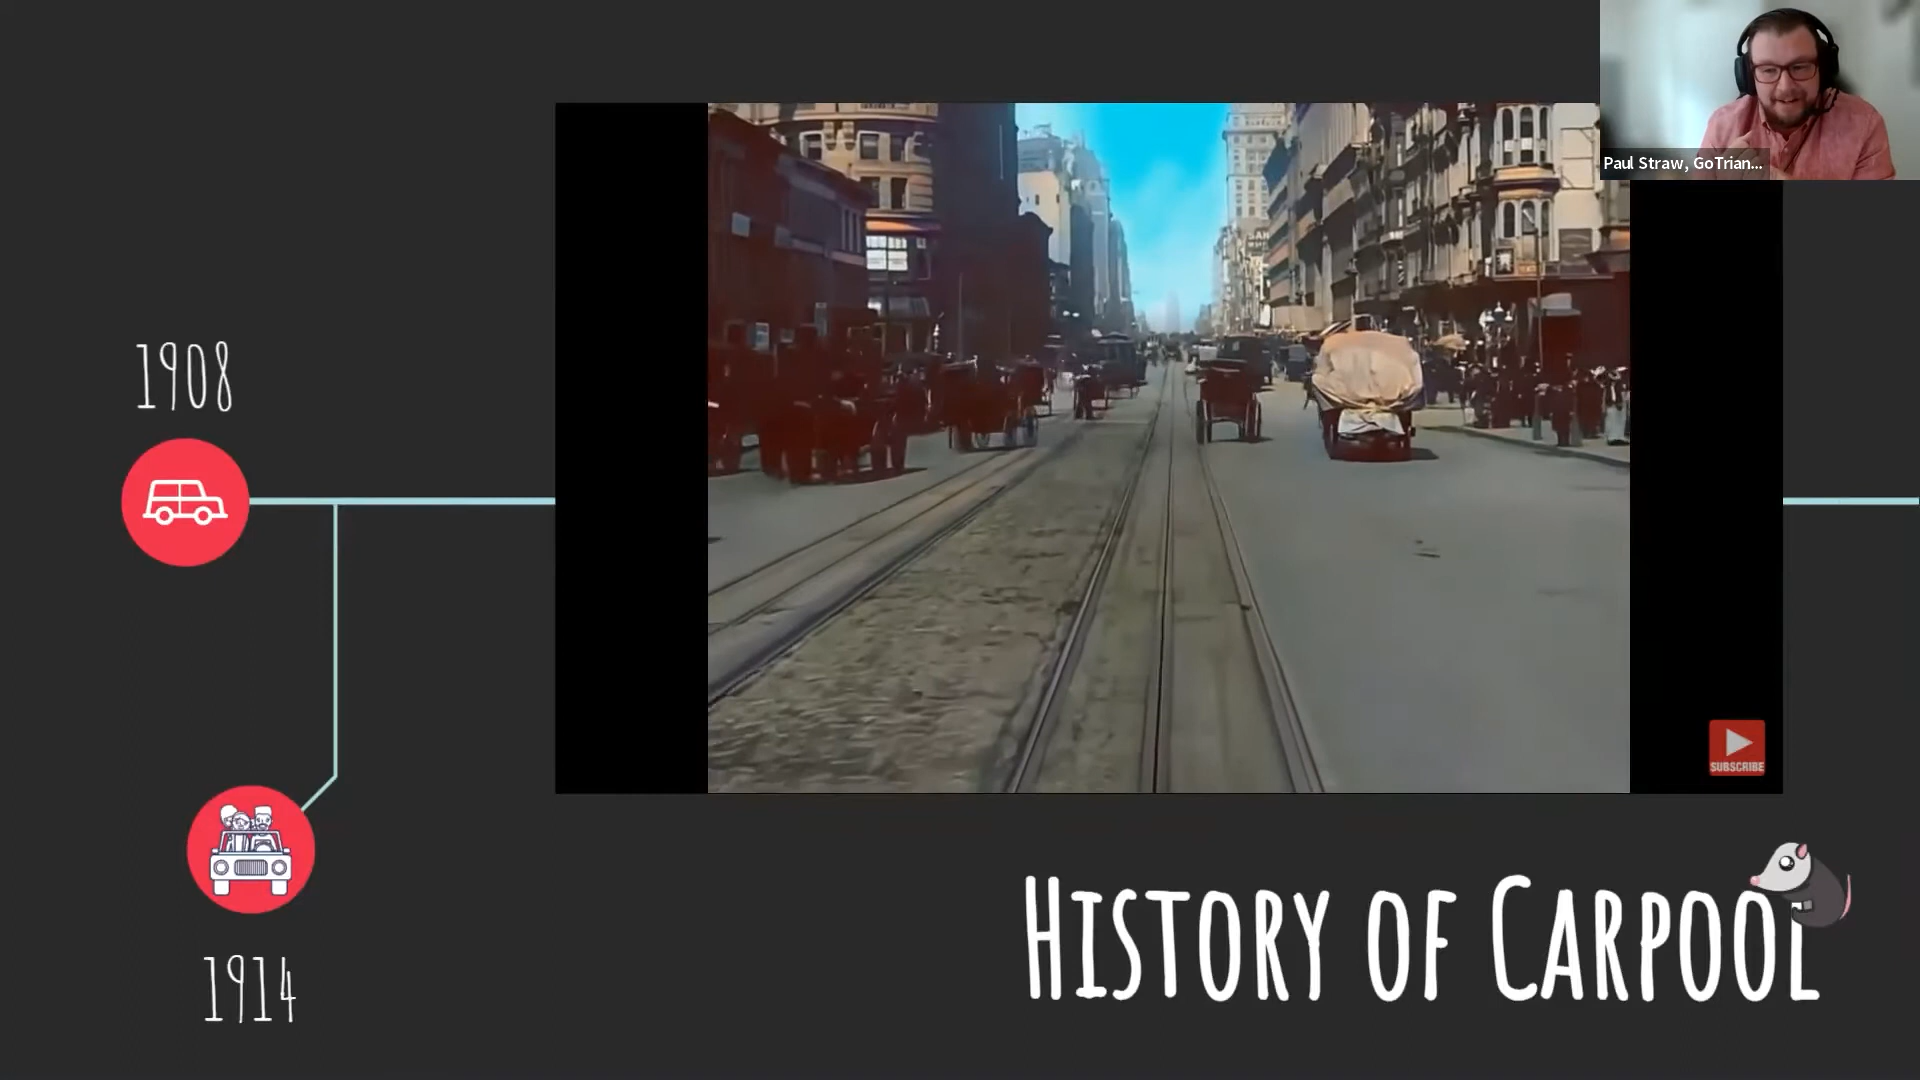 Paul Straw, GoTrian...
1908
SUBSCRIBE
HISTORY OF CARPOOL
1914